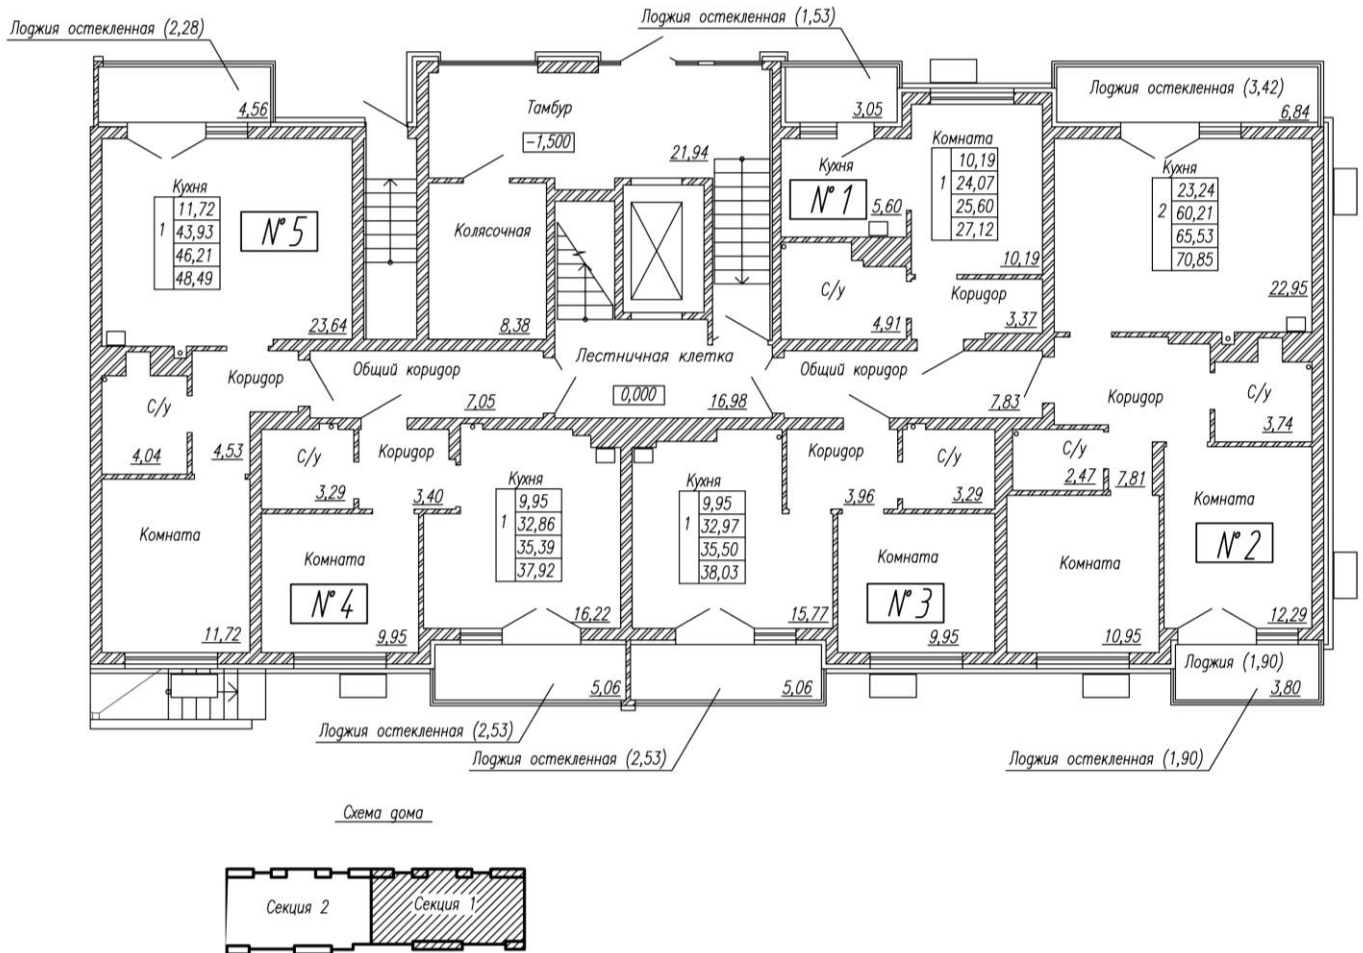 Лоджия остекленная (2,28)
Лоджия остекленная (1,53)
4,56
Тамбур
-1,500
21,94
3,05
Лоджия остекленная (3,42)
6,84
Кухня
11,72
1
43,93
46,21
48,49
№5
23,64
Колясочная
8,38
Кухня
№1
5,60
Комната
10,19
1
24,07
25,60
27,12
10,19
С/у
4,91
Коридор
3,37
Кухня
23,24
2
60,21
65,53
70,85
22,95
Коридор
Общий коридор
7,05
Лестничная клетка
0,000
16,98
Общий коридор
7,83
Коридор
С/у
4,04
4,53
С/у
3,29
Коридор
3,40
Кухня
9,95
1
32,86
35,39
37,92
16,22
Кухня
9,95
1
32,97
35,50
38,03
15,77
Коридор
3,96
С/у
3,29
С/у
2,47
7,81
С/у
3,74
Комната
11,72
Комната
№4
9,95
Комната
№3
9,95
Комната
10,95
Комната
№2
12,29
5,06
5,06
Лоджия (1,90)
3,80
Лоджия остекленная (2,53)
Лоджия остекленная (2,53)
Лоджия остекленная (1,90)
Схема дома
Секция 2
Секция 1